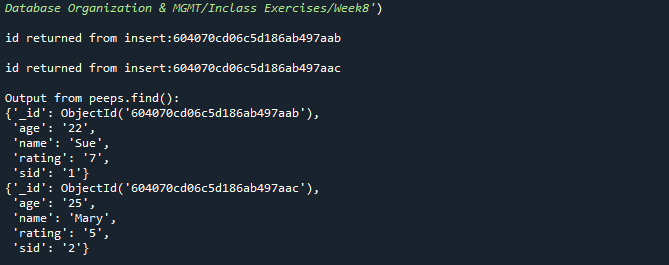 Database Organization & MGMT/Inclass Exercises/Week8')
id returned from insert:604070cd06c5d186ab497aab
id returned from insert:604070cd06c5d186ab497aac
Output from peeps.find():
{'_id': ObjectId('604070cd06c5d186ab497aab'),
'age': '22',
'name': 'Sue',
'rating': '7',
'sid': '1'}
{'_id': ObjectId('604070cd06c5d186ab497aac'),
'age': '25',
'name': 'Mary',
'rating': '5',
'sid': '2'}